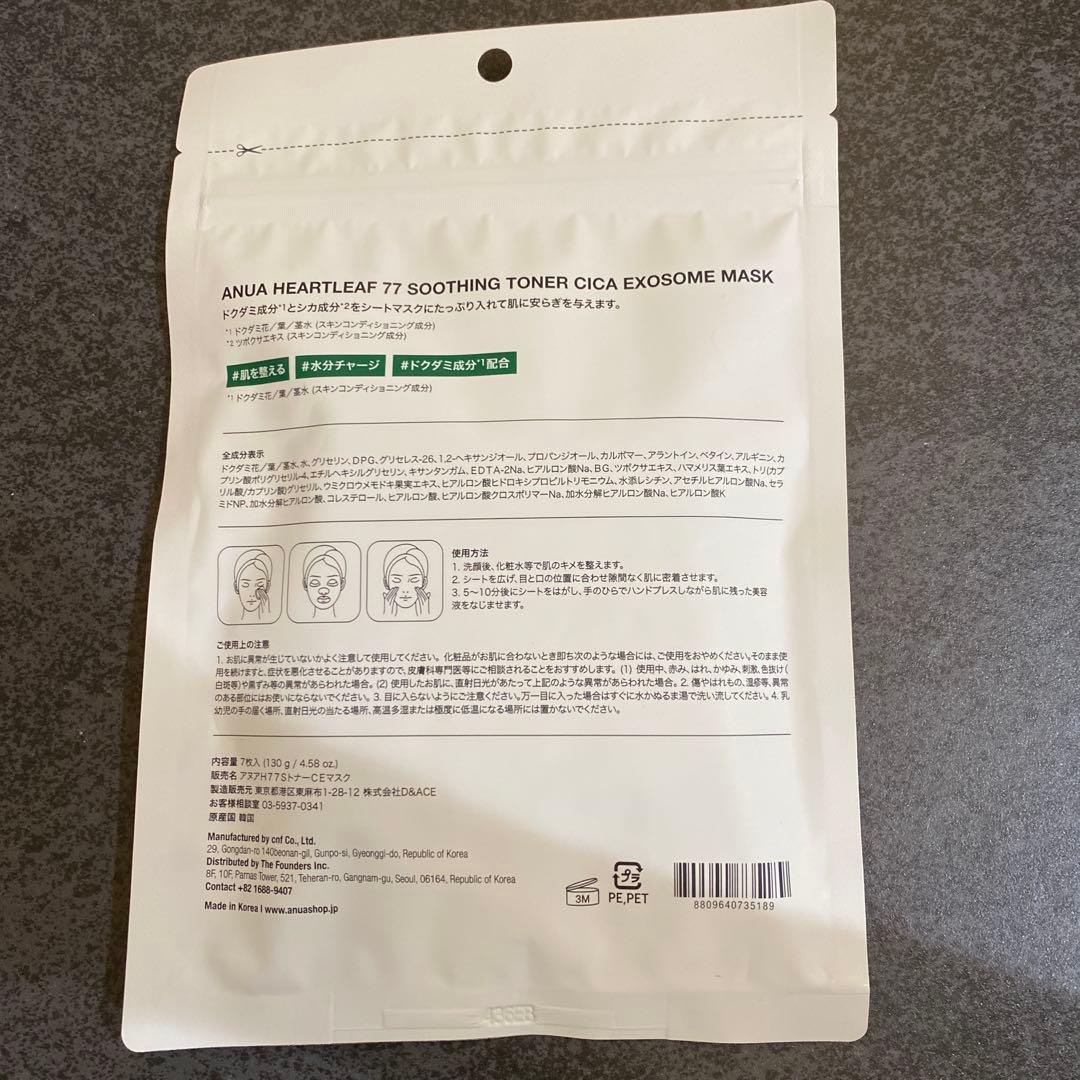 ANUA HEARTLEAF 77 SOOTHING TONER CICA EXOSOME MASK
ドクダミ成分*1とシカ成分*2をシートマスクにたっぷり入れて肌に安らぎを与えます。
*1 ドクダミ花／葉／茎水 (スキンコンディショニング成分)
*2 ツボクサエキス (スキンコンディショニング成分)
#肌を整える #水分チャージ #ドクダミ成分*1配合
*1 ドクダミ花／葉／茎水 (スキンコンディショニング成分)
全成分表示
ドクダミ花／葉／茎水、水、グリセリン、DPG、グリセレス-26、1,2-ヘキサンジオール、プロパンジオール、カルボマー、アラントイン、ベタイン、アルギニン、カ
プリン酸ポリグリセリル-4、エチルヘキシルグリセリン、キサンタンガム、EDTA-2Na、ヒアルロン酸Na、BG、ツボクサエキス、ハマメリス葉エキス、トリ(カプ
リル酸/カプリン酸)グリセリル、ウミクロウメモドキ果実エキス、ヒアルロン酸ヒドロキシプロピルトリモニウム、水添レシチン、アセチルヒアルロン酸Na、セラ
ミドNP、加水分解ヒアルロン酸、コレステロール、ヒアルロン酸、ヒアルロン酸クロスポリマーNa、加水分解ヒアルロン酸Na、ヒアルロン酸K
使用方法
1. 洗顔後、化粧水等で肌のキメを整えます。
2. シートを広げ、目と口の位置に合わせ隙間なく肌に密着させます。
3. 5〜10分後にシートをはがし、手のひらでハンドプレスしながら肌に残った美容
液をなじませます。
ご使用上の注意
1. お肌に異常が生じていないかよく注意して使用してください。化粧品がお肌に合わないとき即ち次のような場合には、ご使用をおやめください。そのまま使
用を続けますと、症状を悪化させることがありますので、皮膚科専門医等にご相談されることをおすすめします。(1) 使用中、赤み、はれ、かゆみ、刺激、色抜け(
白斑等)や黒ずみ等の異常があらわれた場合。(2) 使用したお肌に、直射日光があたって上記のような異常があらわれた場合。2. 傷やはれもの、湿疹等、異常
のある部位にはお使いにならないでください。3. 目に入らないようにご注意ください。万一目に入った場合はすぐに水かぬるま湯で洗い流してください。4. 乳
幼児の手の届く場所、直射日光の当たる場所、高温多湿または極度に低温になる場所には置かないでください。
内容量 7枚入 (130 g / 4.58 oz.)
販売名 アヌアH77SトナーCEマスク
製造販売元 東京都港区東麻布1-28-12 株式会社D&ACE
お客様相談室 03-5937-0341
原産国 韓国
Manufactured by cnf Co., Ltd.
29, Gongdan-ro 140beonan-gil, Gunpo-si, Gyeonggi-do, Republic of Korea
Distributed by The Founders Inc.
8F, 10F, Parnas Tower, 521, Teheran-ro, Gangnam-gu, Seoul, 06164, Republic of Korea
Contact +82 1688-9407
Made in Korea I www.anuashop.jp
3M
プラ
PE,PET
8809640735189